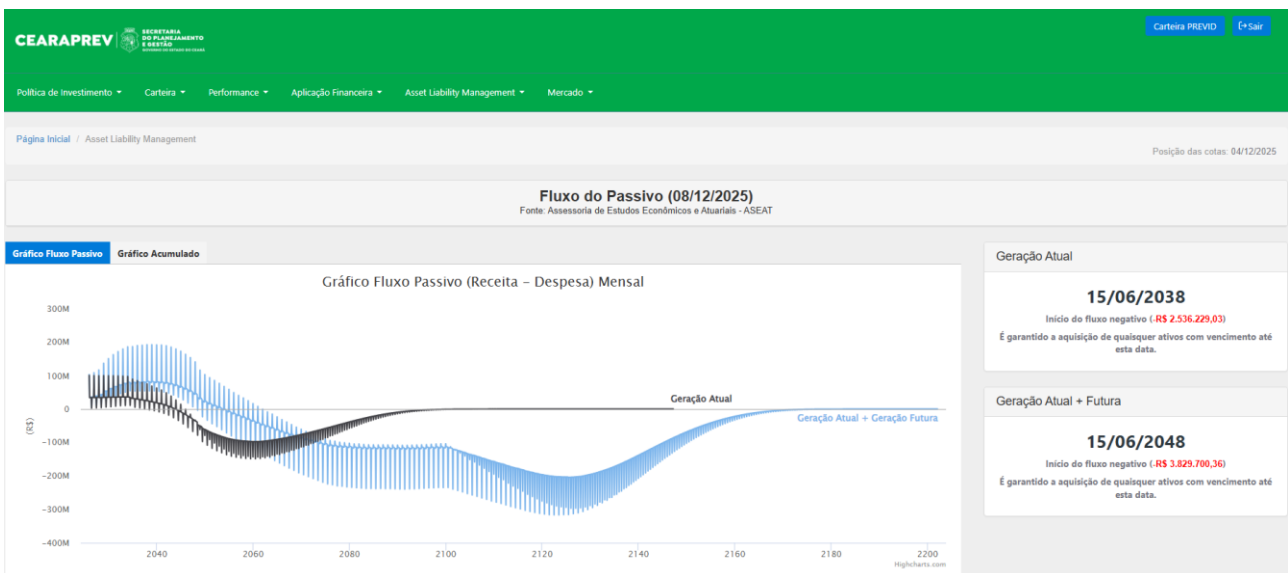 CEARAPREV
SECRETARIA
DO PLANEJAMENTO
E GESTÃO
GOVERNO DO ESTADO DO CEARÁ
Carteira PREVID
Sair
Política de Investimento
Carteira
Performance
Aplicação Financeira
Asset Liability Management
Mercado
Página Inicial / Asset Liability Management
Posição das cotas: 04/12/2025
Fluxo do Passivo (08/12/2025)
Fonte: Assessoria de Estudos Econômicos e Atuariais - ASEAT
Gráfico Fluxo Passivo
Gráfico Acumulado
Gráfico Fluxo Passivo (Receita – Despesa) Mensal
(R$)
300M
200M
100M
0
−100M
−200M
−300M
−400M
Geração Atual
Geração Atual + Geração Futura
2040
2060
2080
2100
2120
2140
2160
2180
2200
Highcharts.com
Geração Atual
15/06/2038
Início do fluxo negativo (-R$ 2.536.229,03)
É garantido a aquisição de quaisquer ativos com vencimento até
esta data.
Geração Atual + Futura
15/06/2048
Início do fluxo negativo (-R$ 3.829.700,36)
É garantido a aquisição de quaisquer ativos com vencimento até
esta data.